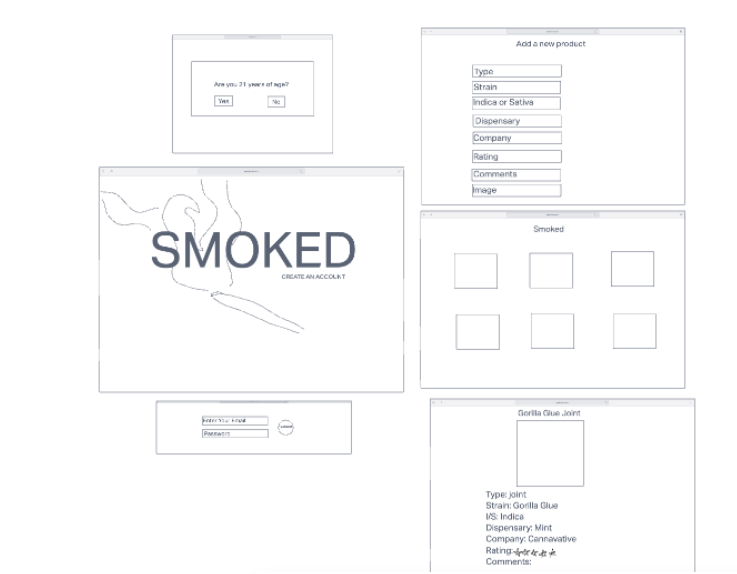 Are you 21 years of age?
Yes
No
SMOKED
CREATE AN ACCOUNT
Enter Your Email
Password
Add a new product
Type
Strain
Indica or Sativa
Dispensary
Company
Rating
Comments
Image
Smoked
Gorilla Glue Joint
Type: joint
Strain: Gorilla Glue
I/S: Indica
Dispensary: Mint
Company: Cannavative
Rating:
Comments: